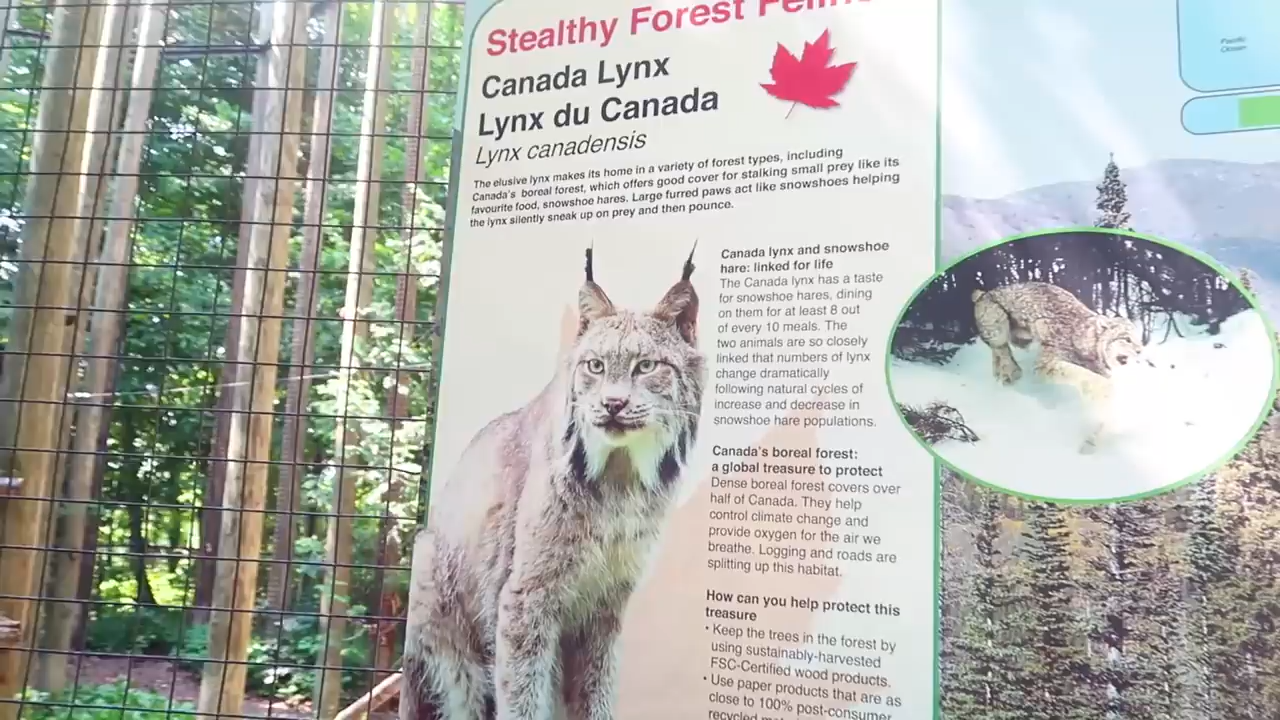 Stealthy Forest Feline
Canada Lynx
Lynx du Canada
Lynx canadensis
The elusive lynx makes its home in a variety of forest types, including
Canada's boreal forest, which offers good cover for stalking small prey like its
favourite food, snowshoe hares. Large furred paws act like snowshoes helping
the lynx silently sneak up on prey and then pounce.
Canada lynx and snowshoe
hare: linked for life
The Canada lynx has a taste
for snowshoe hares, dining
on them for at least 8 out
of every 10 meals. The
two animals are so closely
linked that numbers of lynx
change dramatically
following natural cycles of
increase and decrease in
snowshoe hare populations.
Canada's boreal forest:
a global treasure to protect
Dense boreal forest covers over
half of Canada. They help
control climate change and
provide oxygen for the air we
breathe. Logging and roads are
splitting up this habitat.
How can you help protect this
treasure
• Keep the trees in the forest by
using sustainably-harvested
FSC-Certified wood products.
• Use paper products that are as
close to 100% post-consumer
recycled
Pacific
Ocean